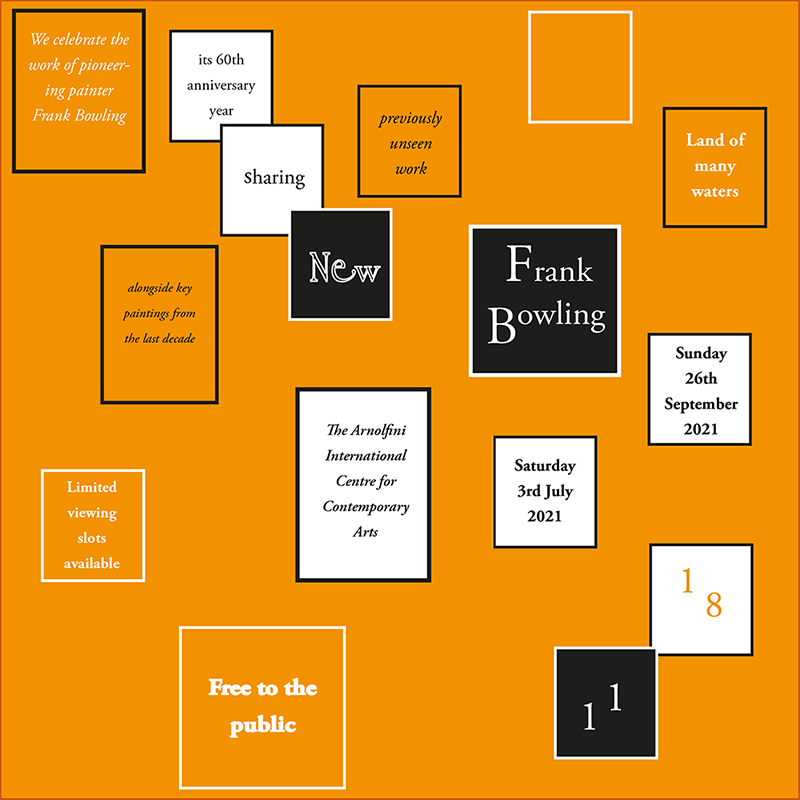 We celebrate the
work of pioneer-
ing painter
Frank Bowling
its 60th
anniversary
year
sharing
New
previously
unseen
work
Land of
many
waters
Frank
Bowling
alongside key
paintings from
the last decade
The Arnolfini
International
Centre for
Contemporary
Arts
Sunday
26th
September
2021
Saturday
3rd July
2021
Limited
viewing
slots
available
1
8
1 1
Free to the
public